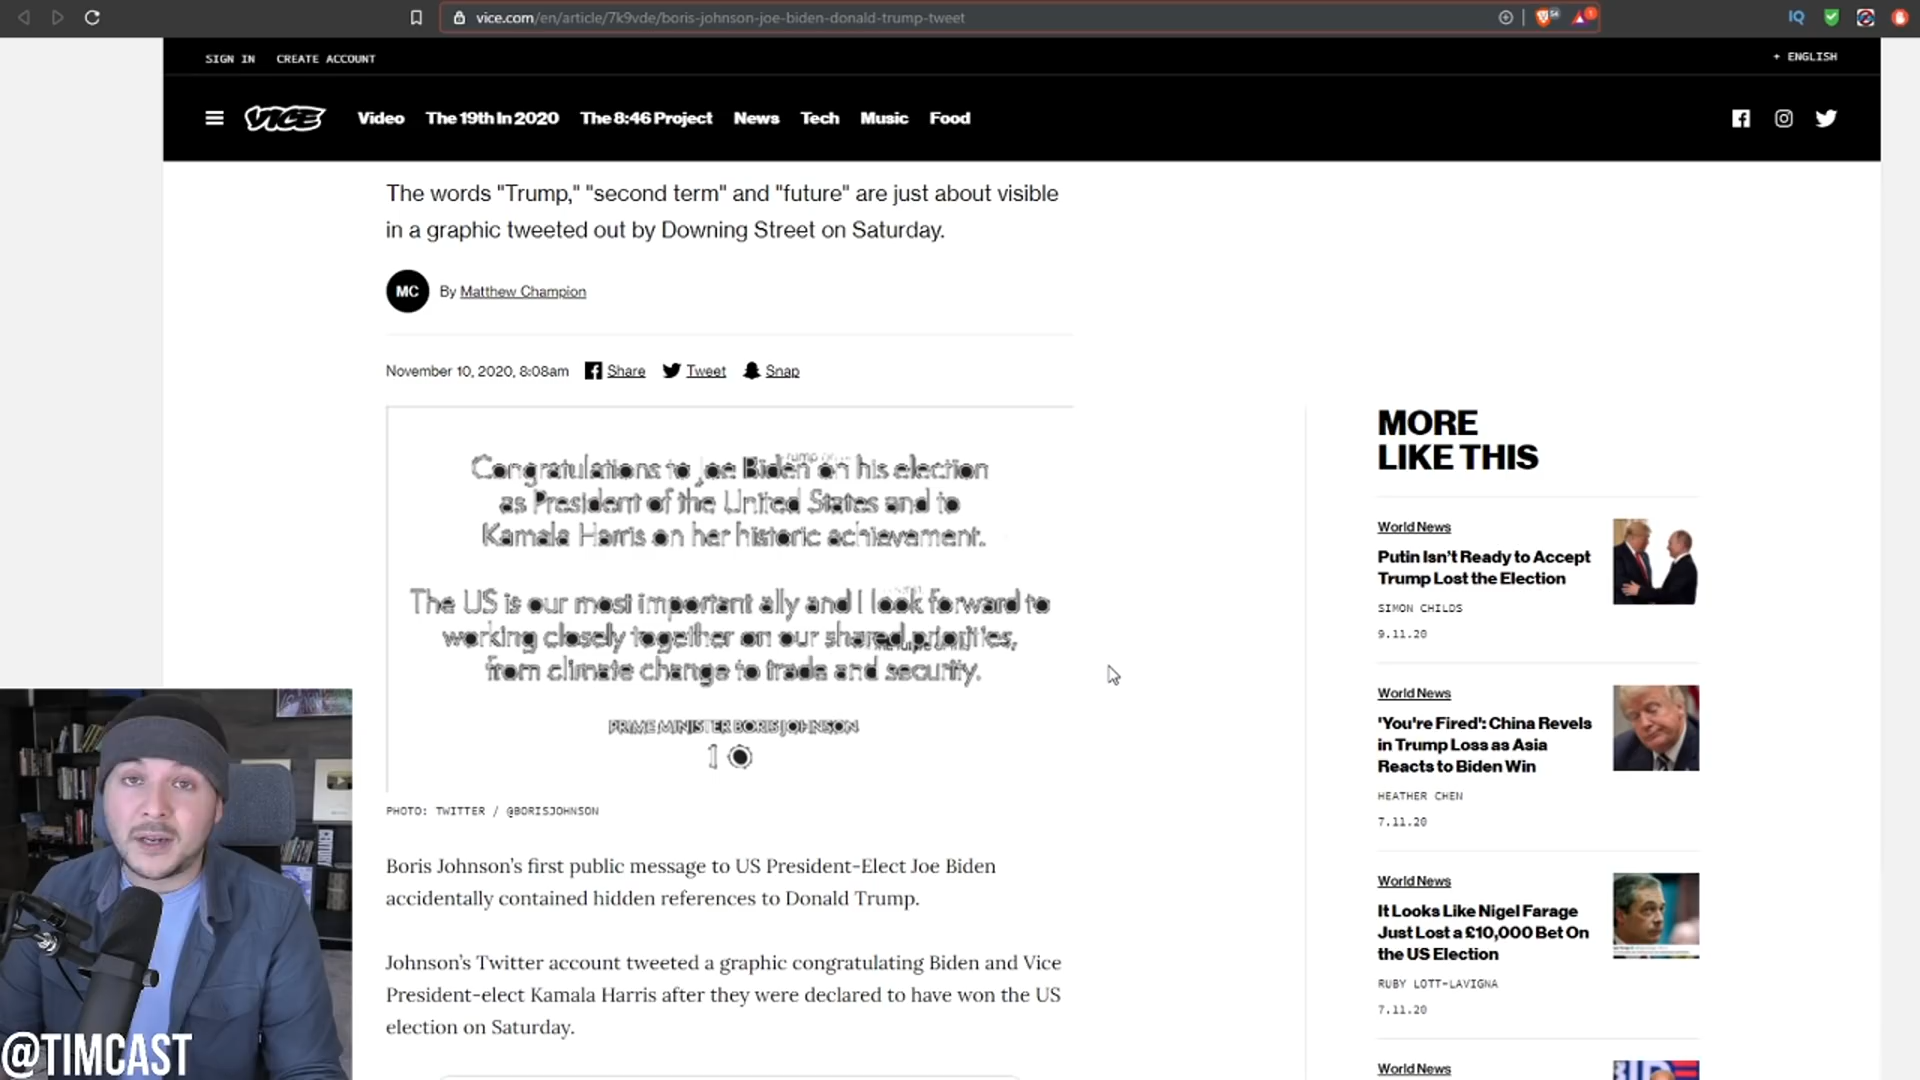 vice.com/en/article/7k9vde/boris-johnson-joe-biden-donald-trump-tweet
SIGN IN CREATE ACCOUNT
+ ENGLISH
VICE
Video The 19th In 2020 The 8:46 Project News Tech Music Food
The words "Trump," "second term" and "future" are just about visible
in a graphic tweeted out by Downing Street on Saturday.
MC
By Matthew Champion
November 10, 2020, 8:08am Share Tweet Snap
Congratulations to Joe Biden on his election
as President of the United States and to
Kamala Harris on her historic achievement.
The US is our most important ally and I look forward to
working closely together on our shared priorities,
from climate change to trade and security.
PRIME MINISTER BORIS JOHNSON
10
PHOTO: TWITTER / @BORISJOHNSON
Boris Johnson's first public message to US President-Elect Joe Biden
accidentally contained hidden references to Donald Trump.
Johnson's Twitter account tweeted a graphic congratulating Biden and Vice
President-elect Kamala Harris after they were declared to have won the US
election on Saturday.
MORE
LIKE THIS
World News
Putin Isn't Ready to Accept
Trump Lost the Election
SIMON CHILDS
9.11.20
World News
'You're Fired': China Revels
in Trump Loss as Asia
Reacts to Biden Win
HEATHER CHEN
7.11.20
World News
It Looks Like Nigel Farage
Just Lost a £10,000 Bet On
the US Election
RUBY LOTT-LAVIGNA
7.11.20
World News
@TIMCAST